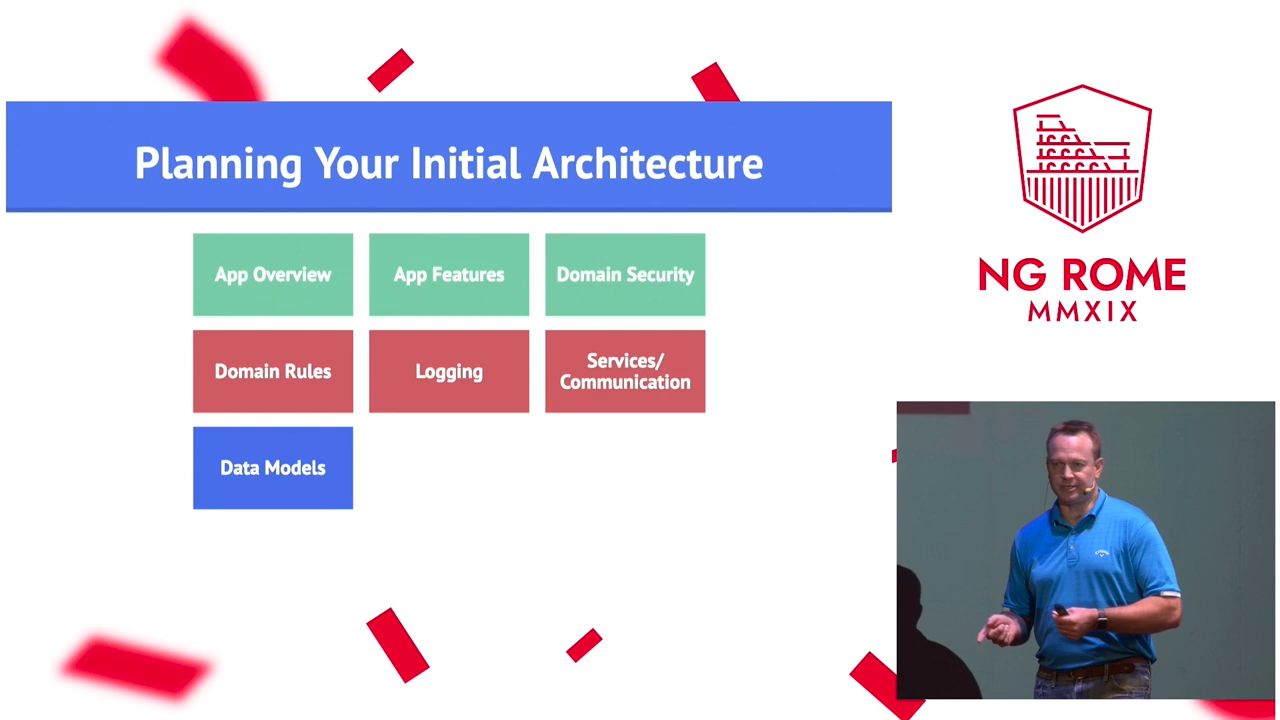 Planning Your Initial Architecture
App Overview
App Features
Domain Security
Domain Rules
Logging
Services/
Communication
Data Models
NG ROME
MMXIX